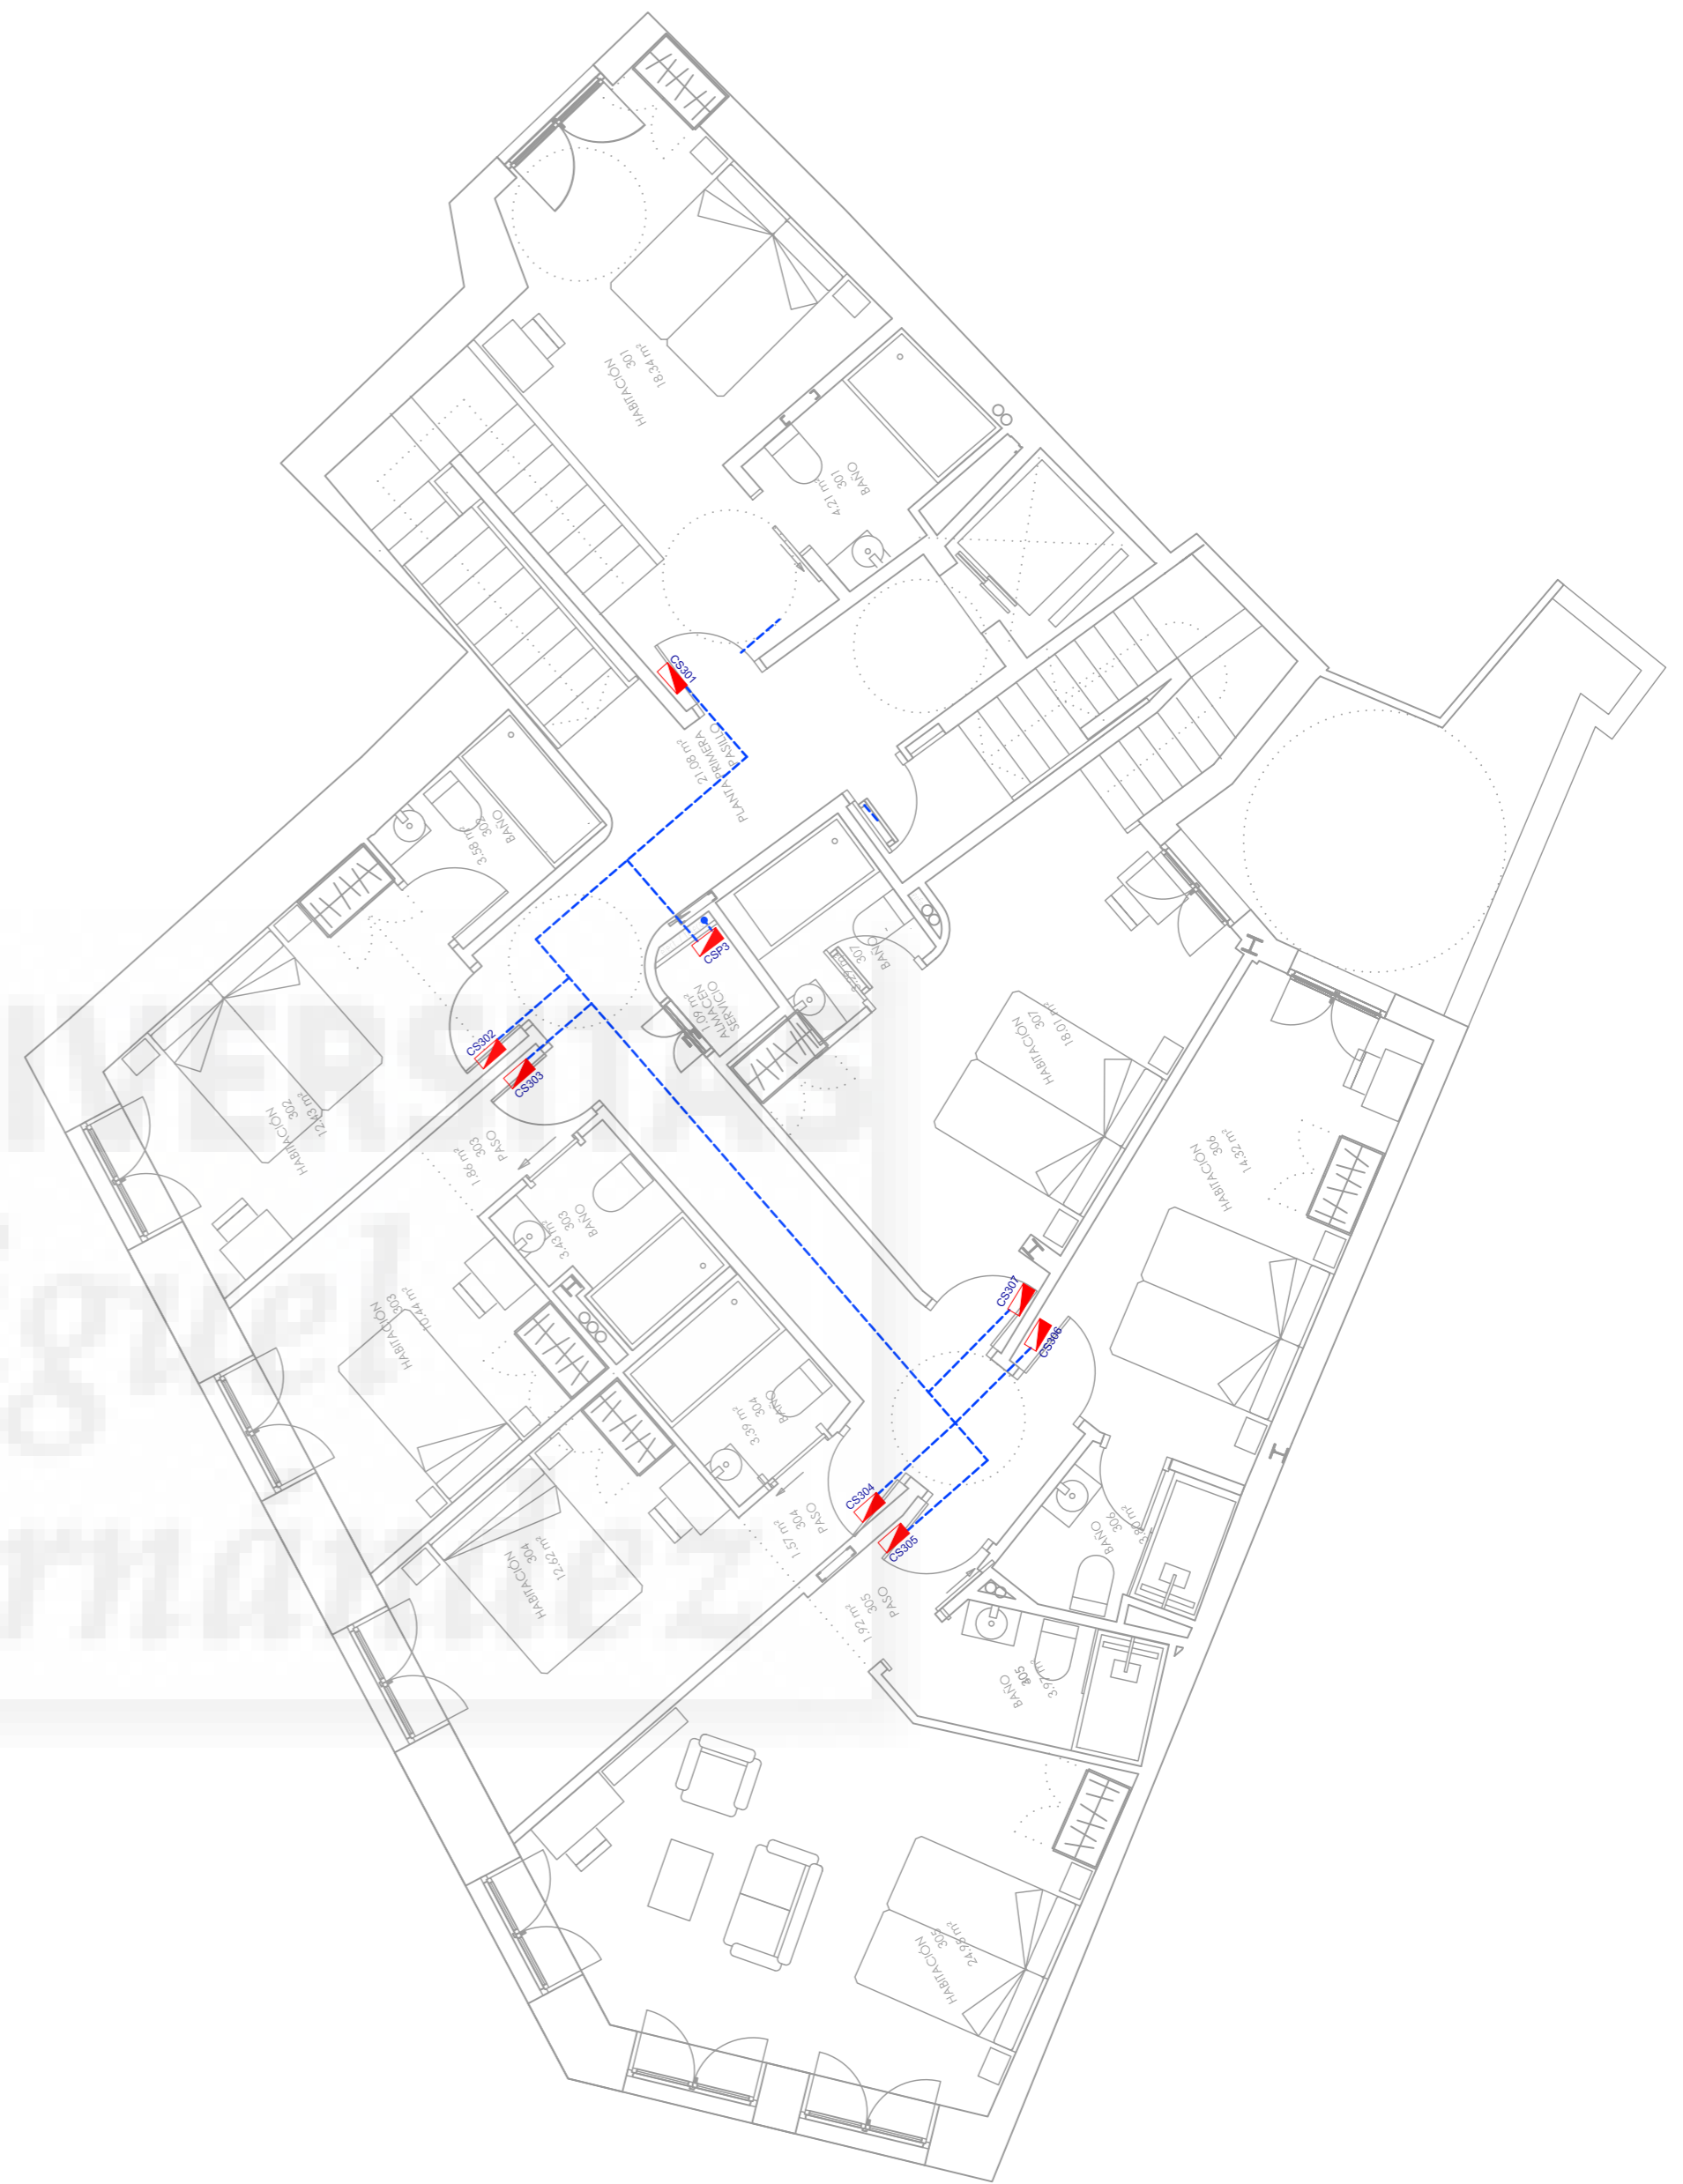 HABITACIÓN
301
18.34 m²
BAÑO
301
4.21 m²
CS301
PASILLO
PLANTA PRIMERA
21.08 m²
BAÑO
302
3.58 m²
CSP3
ALMACÉN
SERVICIO
1.09 m²
BAÑO
307
HABITACIÓN
307
18.01 m²
CS302
CS303
HABITACIÓN
302
12.43 m²
PASO
303
1.86 m²
BAÑO
303
3.43 m²
HABITACIÓN
306
14.32 m²
HABITACIÓN
303
10.44 m²
CS307
CS306
BAÑO
304
3.39 m²
CS304
CS305
PASO
304
1.57 m²
HABITACIÓN
304
12.62 m²
BAÑO
306
PASO
305
1.92 m²
BAÑO
305
3.97 m²
HABITACIÓN
305
24.98 m²
VERSITAS
guel
rnández